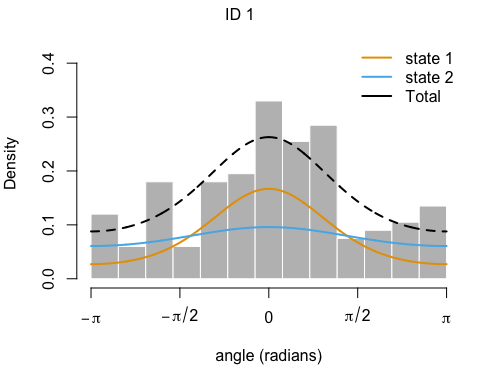 ID 1
state 1
state 2
Total
Density
0.4
0.3
0.2
0.1
0.0
−π
−π/2
0
π/2
π
angle (radians)